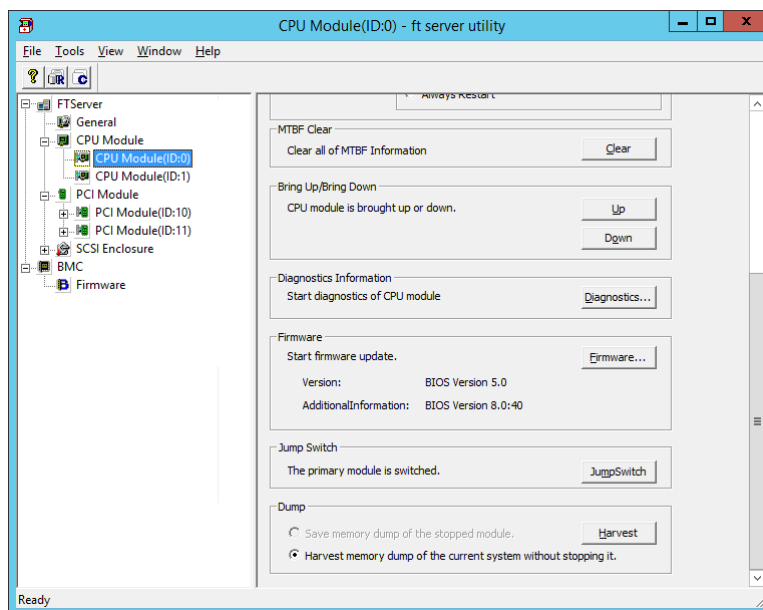 CPU Module(ID:0) - ft server utility
File Tools View Window Help
FTServer
General
CPU Module
CPU Module(ID:0)
CPU Module(ID:1)
PCI Module
PCI Module(ID:10)
PCI Module(ID:11)
SCSI Enclosure
BMC
Firmware
Always Restart
MTBF Clear
Clear all of MTBF Information
Clear
Bring Up/Bring Down
CPU module is brought up or down.
Up
Down
Diagnostics Information
Start diagnostics of CPU module
Diagnostics...
Firmware
Start firmware update.
Firmware...
Version: BIOS Version 5.0
AdditionalInformation: BIOS Version 8.0:40
Jump Switch
The primary module is switched.
JumpSwitch
Dump
Save memory dump of the stopped module.
Harvest
Harvest memory dump of the current system without stopping it.
Ready